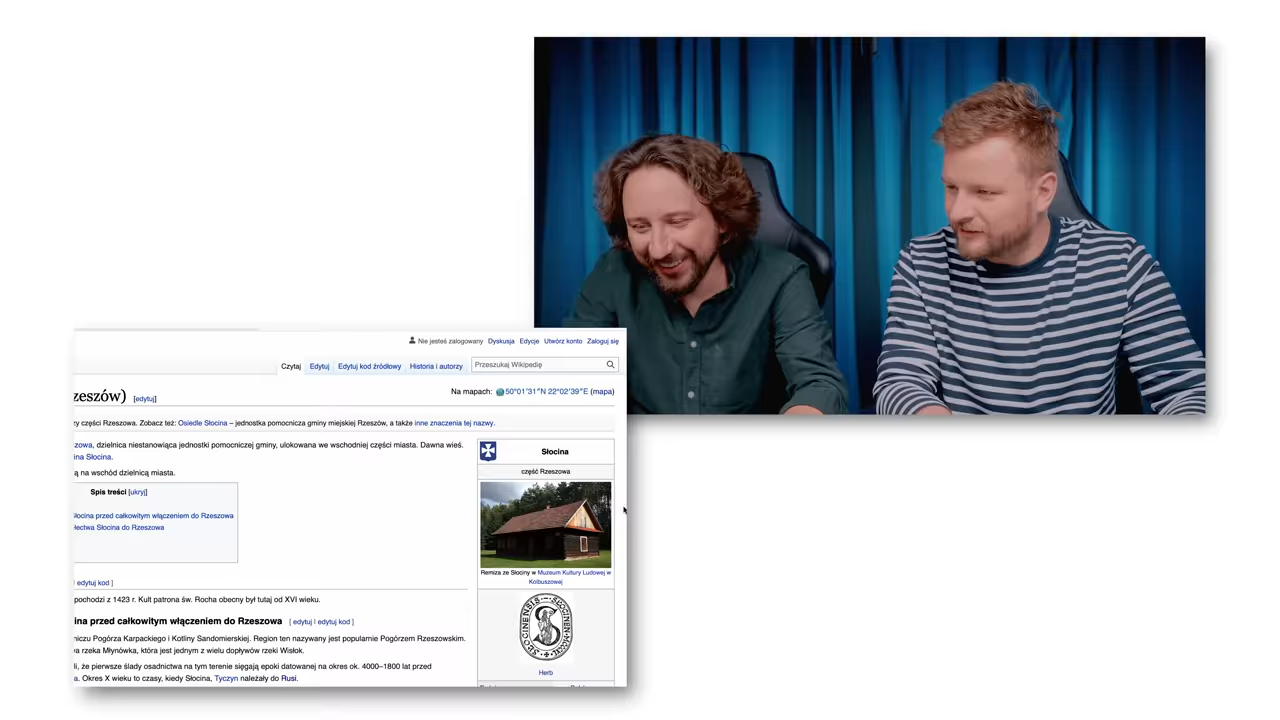 Nie jesteś zalogowany Dyskusja Edycje Utwórz konto Zaloguj się
Czytaj Edytuj Edytuj kod źródłowy Historia i autorzy Przeszukaj Wikipedię
zeszów) [edytuj]
Na mapach: 50°01′31″N 22°02′39″E (mapa)
zy części Rzeszowa. Zobacz też: Osiedle Słocina – jednostka pomocnicza gminy miejskiej Rzeszów, a także inne znaczenia tej nazwy.
zowa, dzielnica niestanowiąca jednostki pomocniczej gminy, ulokowana we wschodniej części miasta. Dawna wieś.
ina Słocina.
ą na wschód dzielnicą miasta.
Spis treści [ukryj]
Słocina przed całkowitym włączeniem do Rzeszowa
łectwa Słocina do Rzeszowa
| edytuj kod ]
pochodzi z 1423 r. Kult patrona św. Rocha obecny był tutaj od XVI wieku.
ina przed całkowitym włączeniem do Rzeszowa [ edytuj | edytuj kod ]
niczu Pogórza Karpackiego i Kotliny Sandomierskiej. Region ten nazywany jest popularnie Pogórzem Rzeszowskim.
va rzeka Młynówka, która jest jednym z wielu dopływów rzeki Wisłok.
li, że pierwsze ślady osadnictwa na tym terenie sięgają epoki datowanej na okres ok. 4000–1800 lat przed
a. Okres X wieku to czasy, kiedy Słocina, Tyczyn należały do Rusi.
Słocina
część Rzeszowa
Remiza ze Słociny w Muzeum Kultury Ludowej w
Kolbuszowej
SLOCINENSIS
Herb